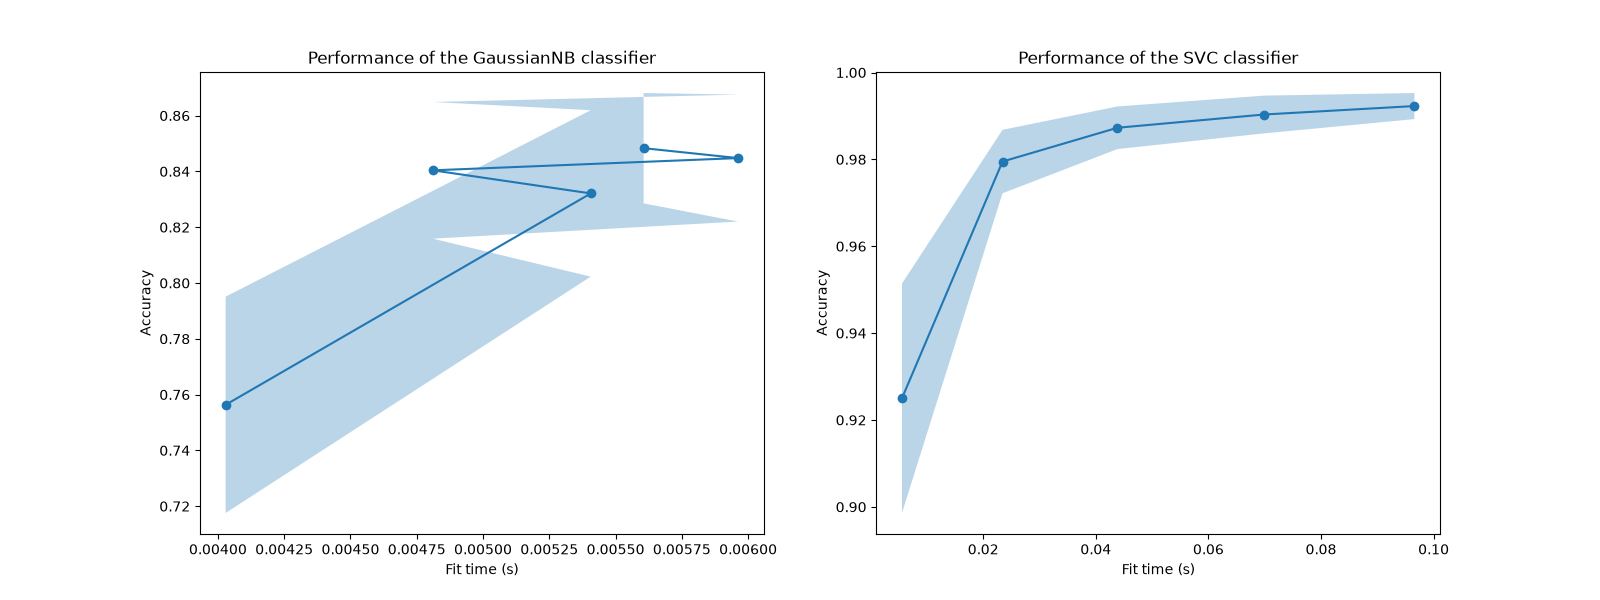 Performance of the GaussianNB classifier
Accuracy
0.86
0.84
0.82
0.80
0.78
0.76
0.74
0.72
0.00400 0.00425 0.00450 0.00475 0.00500 0.00525 0.00550 0.00575 0.00600
Fit time (s)
Performance of the SVC classifier
Accuracy
1.00
0.98
0.96
0.94
0.92
0.90
0.02 0.04 0.06 0.08 0.10
Fit time (s)